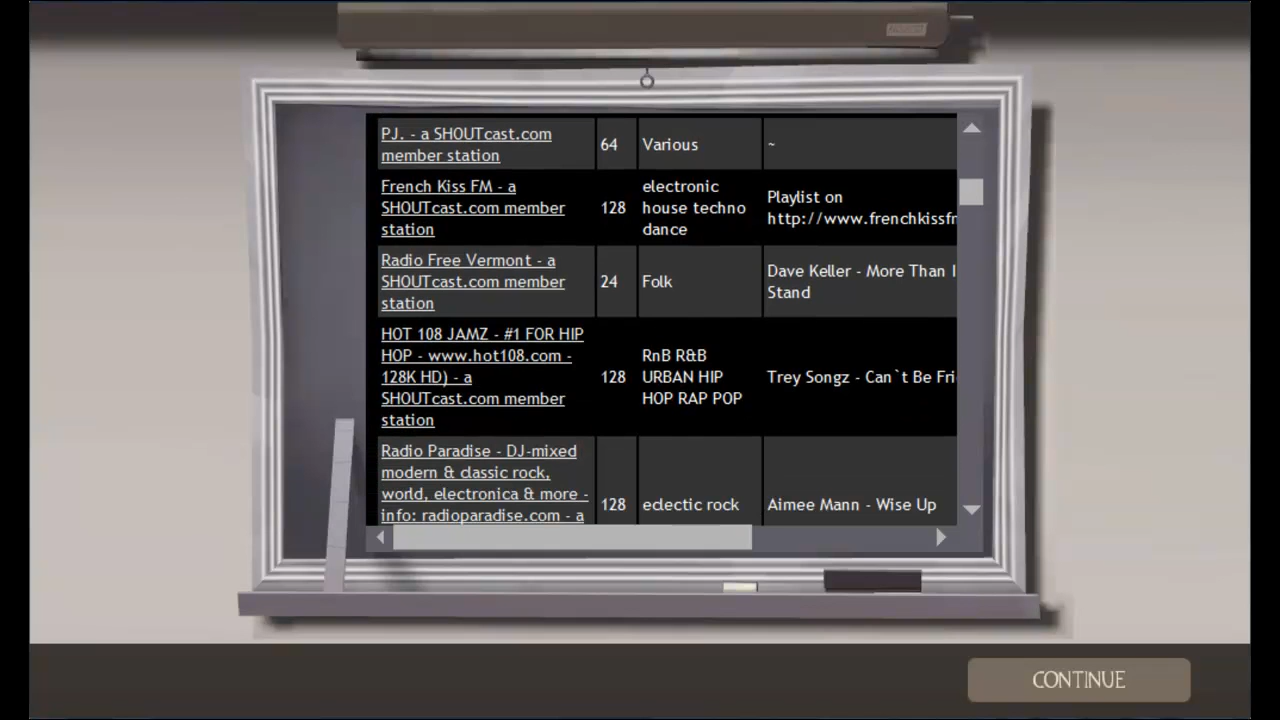 PJ. - a SHOUTcast.com
member station
64
Various
~
French Kiss FM - a
SHOUTcast.com member
station
128
electronic
house techno
dance
Playlist on
http://www.frenchkissfr
Radio Free Vermont - a
SHOUTcast.com member
station
24
Folk
Dave Keller - More Than I
Stand
HOT 108 JAMZ - #1 FOR HIP
HOP - www.hot108.com -
128K HD) - a
SHOUTcast.com member
station
128
RnB R&B
URBAN HIP
HOP RAP POP
Trey Songz - Can`t Be Fri
Radio Paradise - DJ-mixed
modern & classic rock,
world, electronica & more -
info: radioparadise.com - a
128
eclectic rock
Aimee Mann - Wise Up
CONTINUE